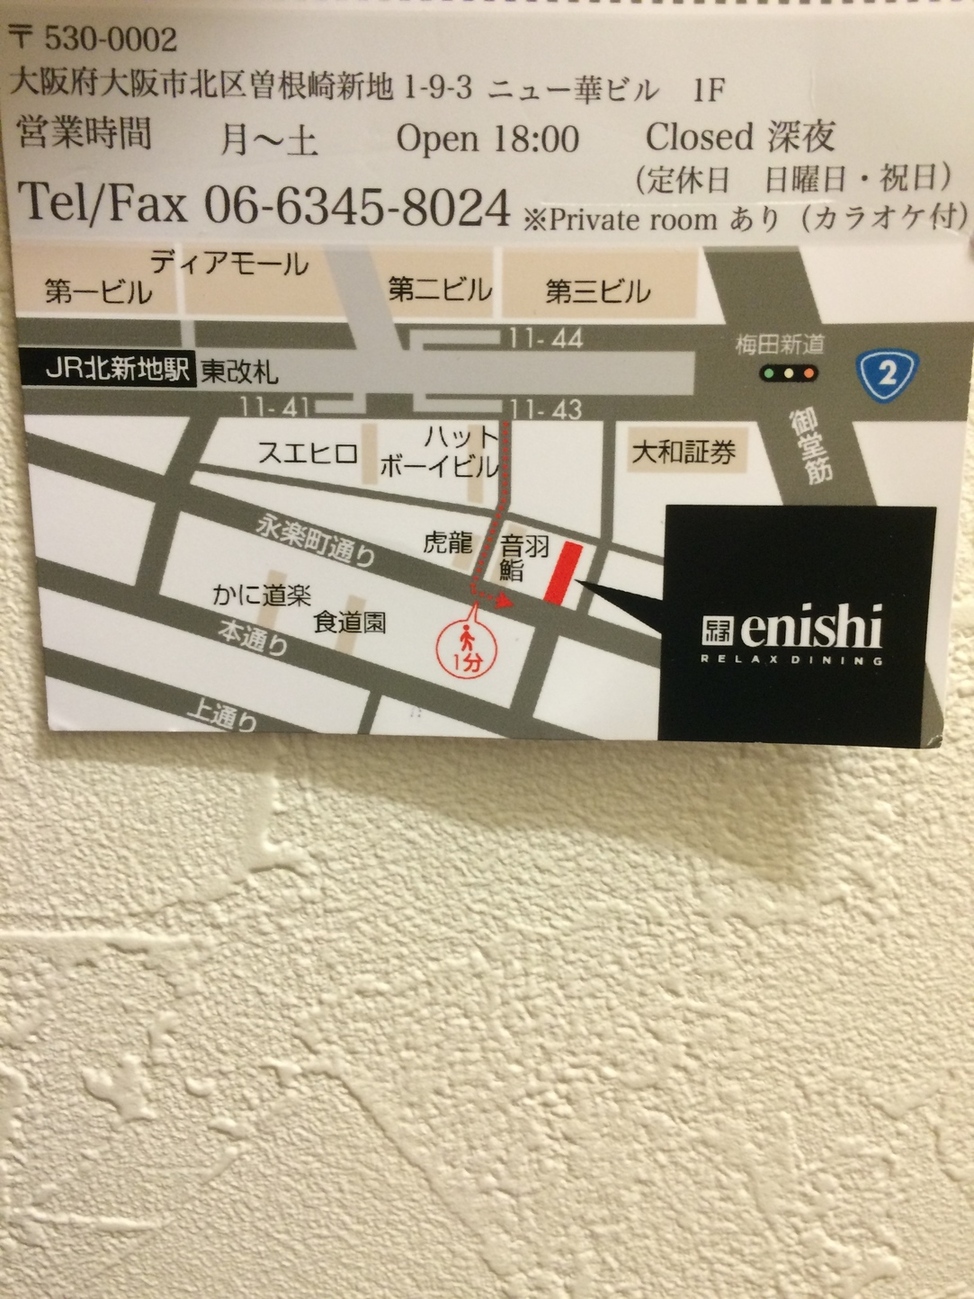 〒530-0002
大阪府大阪市北区曽根崎新地1-9-3 ニュー華ビル 1F
営業時間 月〜土 Open 18:00 Closed 深夜
(定休日 日曜日・祝日)
Tel/Fax 06-6345-8024 ※Private room あり(カラオケ付)
ディアモール
第一ビル 第二ビル 第三ビル
11-44
梅田新道
2
JR北新地駅 東改札
11-41 11-43
御堂筋
スエヒロ
ハット
ボーイビル
大和証券
永楽町通り
虎龍
音羽
鮨
かに道楽
食道園
本通り
1分
縁 enishi
RELAX DINING
上通り